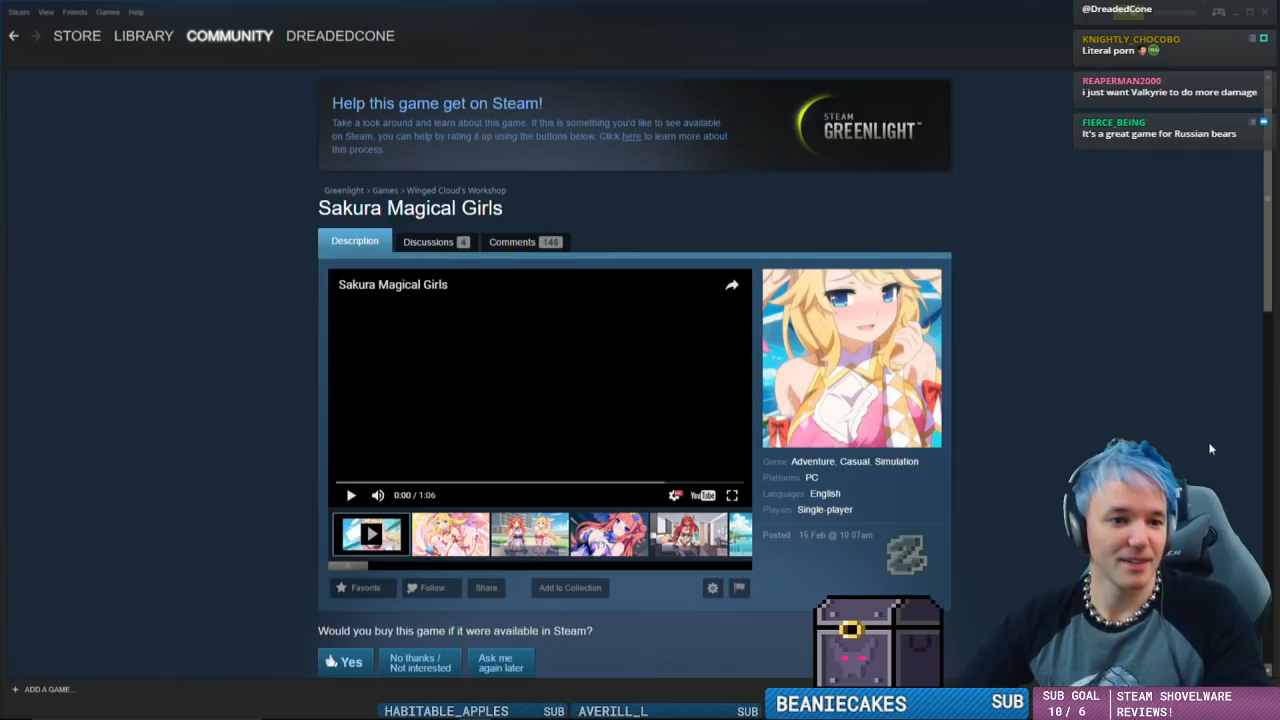 Steam View Friends Games Help
STORE LIBRARY COMMUNITY DREADEDCONE
@DreadedCone
KNIGHTLY_CHOCOBO
Literal porn
REAPERMAN2000
i just want Valkyrie to do more damage
FIERCE_BEING
It's a great game for Russian bears
Help this game get on Steam!
Take a look around and learn about this game. If this is something you'd like to see available
on Steam, you can help by rating it up using the buttons below. Click here to learn more about
this process.
STEAM
GREENLIGHT™
Greenlight > Games > Winged Cloud's Workshop
Sakura Magical Girls
Description Discussions 4 Comments 146
Sakura Magical Girls
0:00 / 1:06
YouTube
Genre: Adventure, Casual, Simulation
Platforms: PC
Languages: English
Players: Single-player
Posted 15 Feb @ 10:07am
Favorite Follow Share Add to Collection
Would you buy this game if it were available in Steam?
Yes
No thanks /
Not interested
Ask me
again later
+ ADD A GAME...
HABITABLE_APPLES SUB AVERILL_L SUB
BEANIECAKES SUB
SUB GOAL
10 / 6
STEAM SHOVELWARE
REVIEWS!